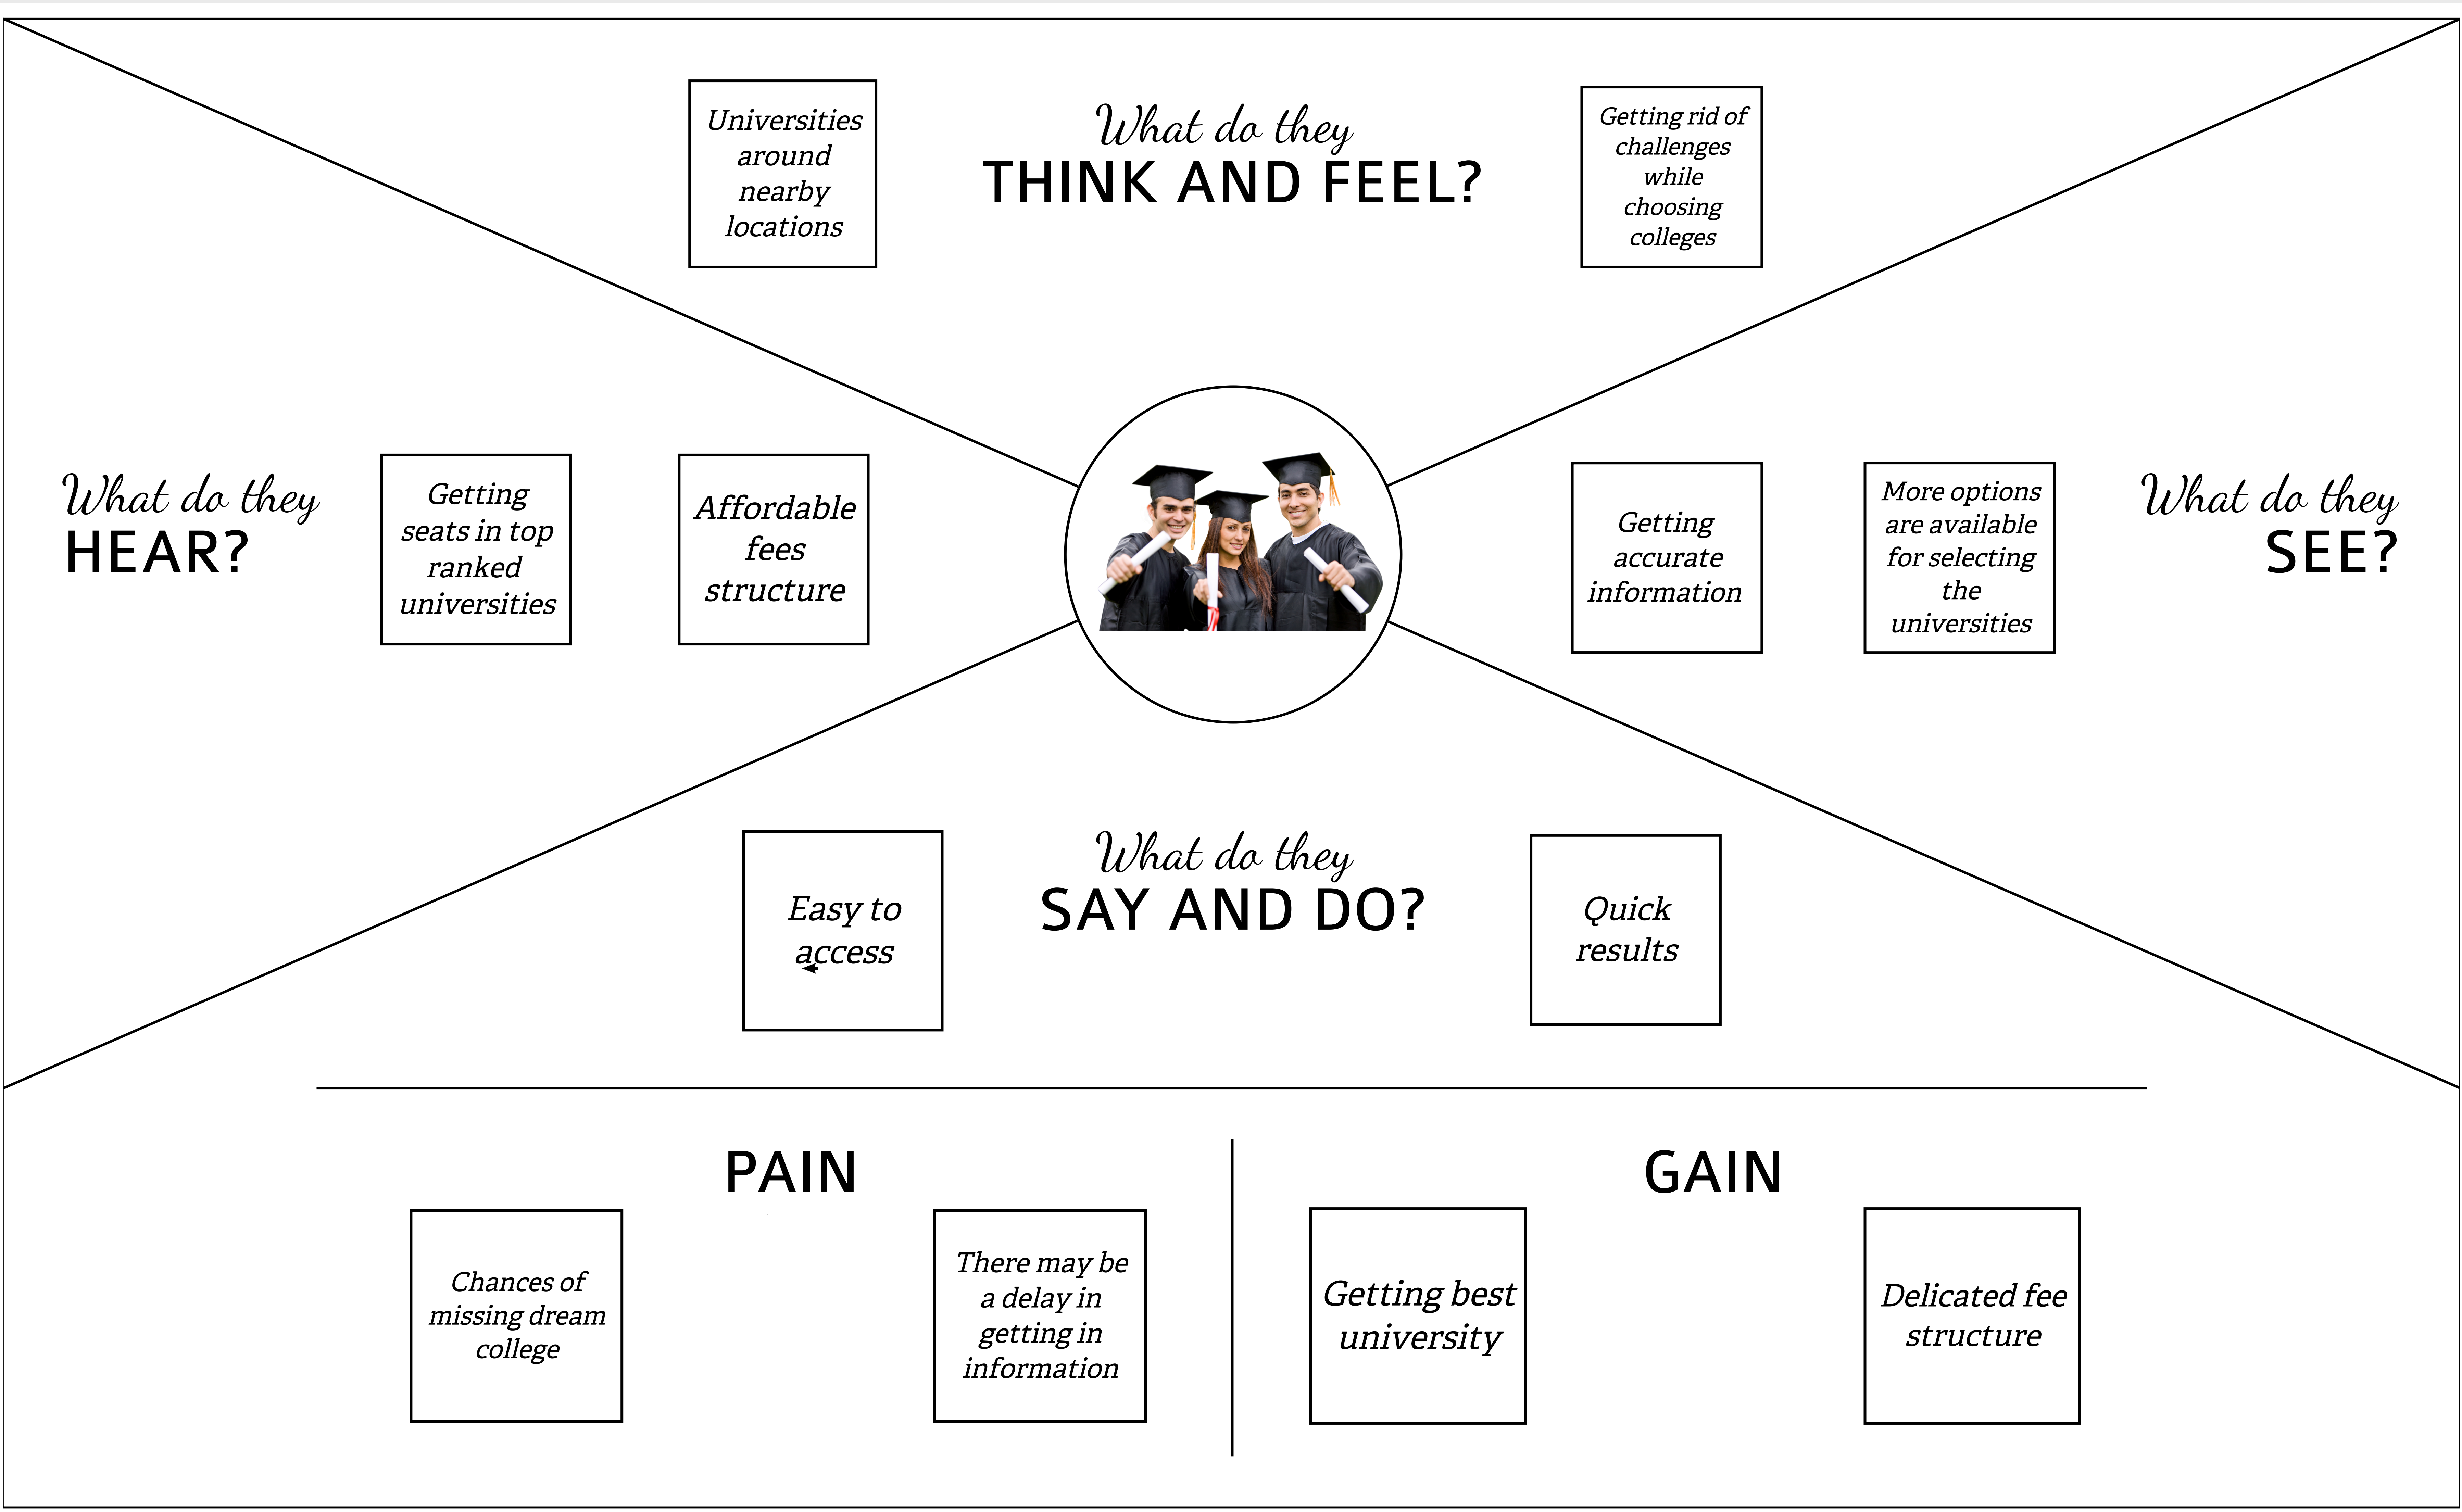 Universities
around
nearby
locations
What do they
THINK AND FEEL?
Getting rid of
challenges
while
choosing
colleges
What do they
HEAR?
Getting
seats in top
ranked
universities
Affordable
fees
structure
Getting
accurate
information
More options
are available
for selecting
the
universities
What do they
SEE?
Easy to
access
What do they
SAY AND DO?
Quick
results
PAIN
Chances of
missing dream
college
There may be
a delay in
getting in
information
GAIN
Getting best
university
Delicated fee
structure